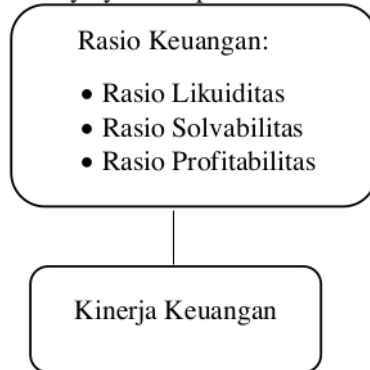 Rasio Keuangan:
• Rasio Likuiditas
• Rasio Solvabilitas
• Rasio Profitabilitas
Kinerja Keuangan